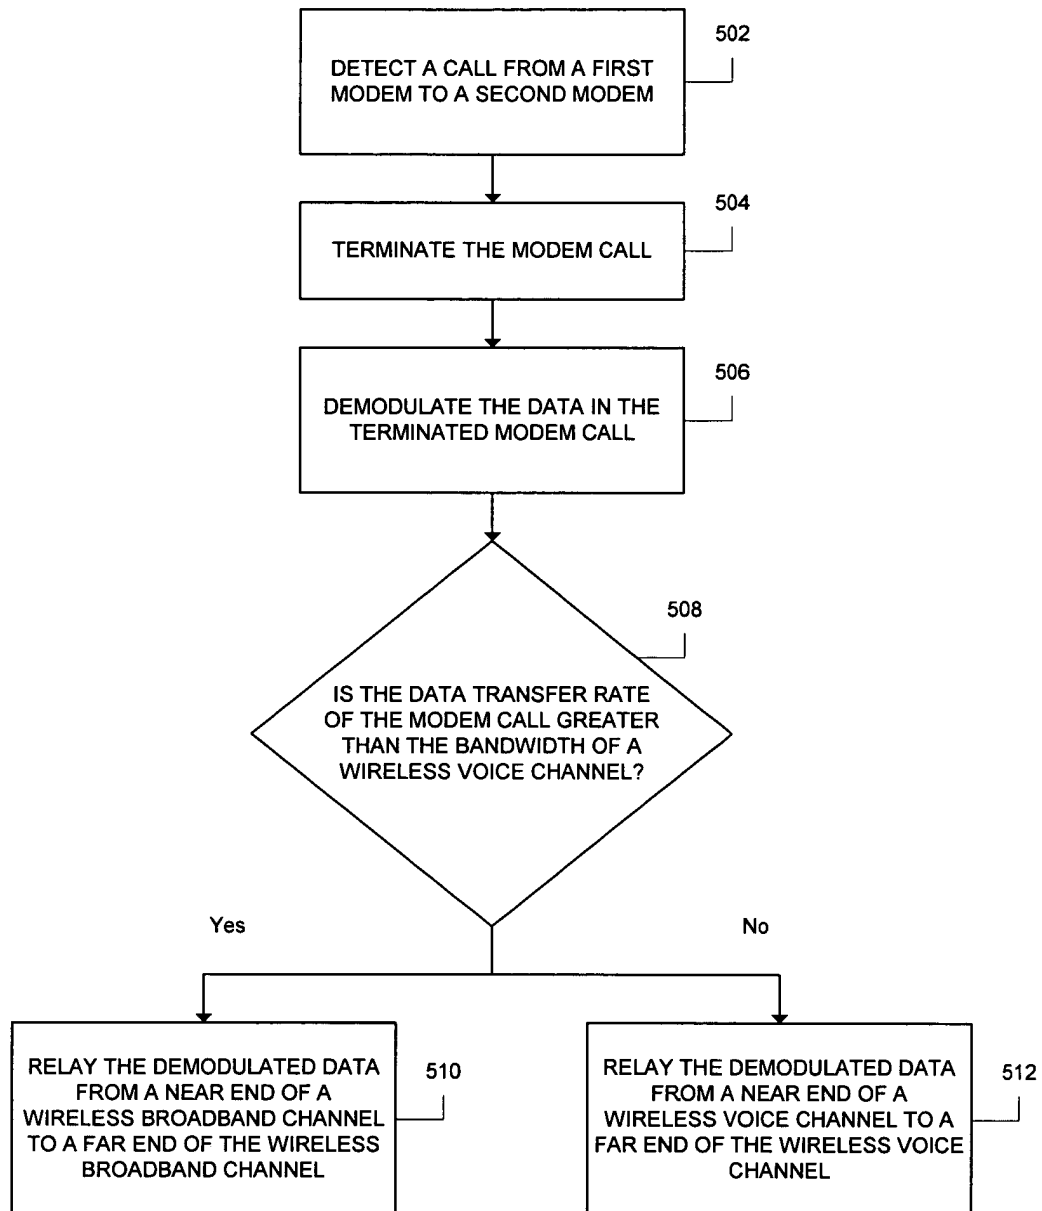 502
DETECT A CALL FROM A FIRST
MODEM TO A SECOND MODEM
504
TERMINATE THE MODEM CALL
506
DEMODULATE THE DATA IN THE
TERMINATED MODEM CALL
508
IS THE DATA TRANSFER RATE
OF THE MODEM CALL GREATER
THAN THE BANDWIDTH OF A
WIRELESS VOICE CHANNEL?
Yes
No
RELAY THE DEMODULATED DATA
FROM A NEAR END OF A
WIRELESS BROADBAND CHANNEL
TO A FAR END OF THE WIRELESS
BROADBAND CHANNEL
510
RELAY THE DEMODULATED DATA
FROM A NEAR END OF A
WIRELESS VOICE CHANNEL TO A
FAR END OF THE WIRELESS VOICE
CHANNEL
512